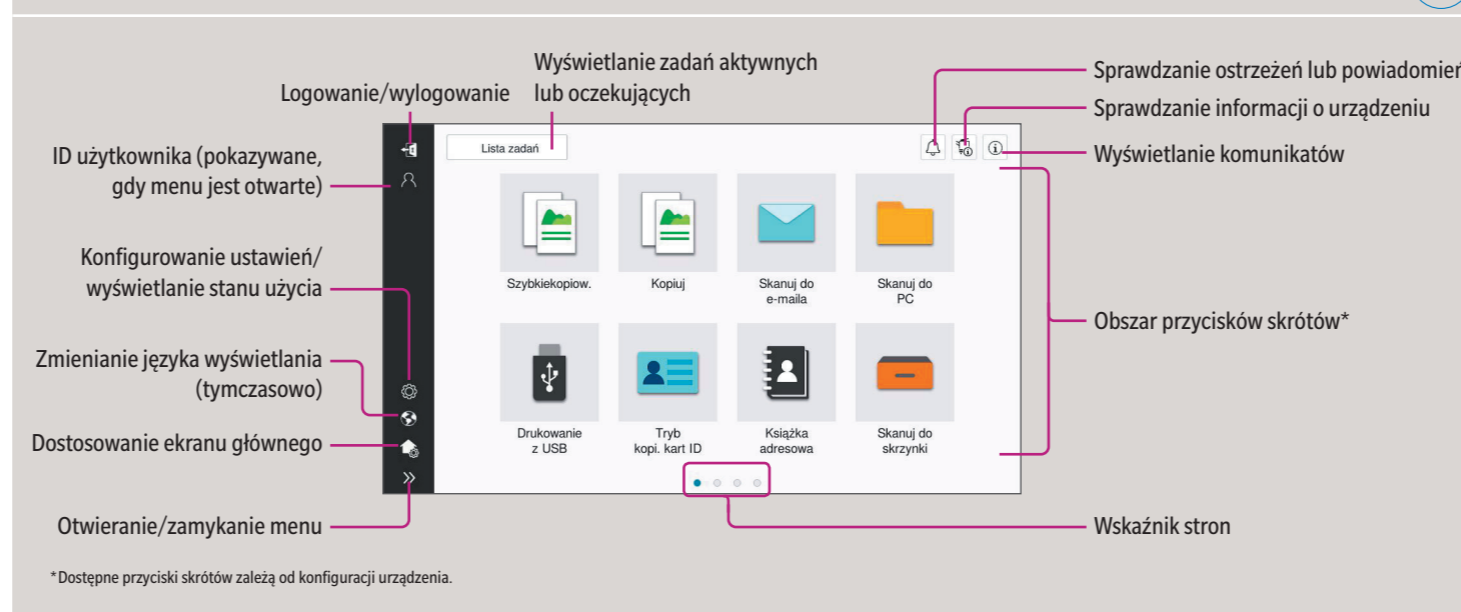 Wyświetlanie zadań aktywnych
lub oczekujących
Logowanie/wylogowanie
Sprawdzanie ostrzeżeń lub powiadomień
Sprawdzanie informacji o urządzeniu
Wyświetlanie komunikatów
ID użytkownika (pokazywane,
gdy menu jest otwarte)
Lista zadań
Konfigurowanie ustawień/
wyświetlanie stanu użycia
Szybkiekopiow.
Kopiuj
Skanuj do
e-maila
Skanuj do
PC
Obszar przycisków skrótów*
Zmienianie języka wyświetlania
(tymczasowo)
Dostosowanie ekranu głównego
Drukowanie
z USB
Tryb
kopi. kart ID
Książka
adresowa
Skanuj do
skrzynki
Otwieranie/zamykanie menu
Wskaźnik stron
*Dostępne przyciski skrótów zależą od konfiguracji urządzenia.